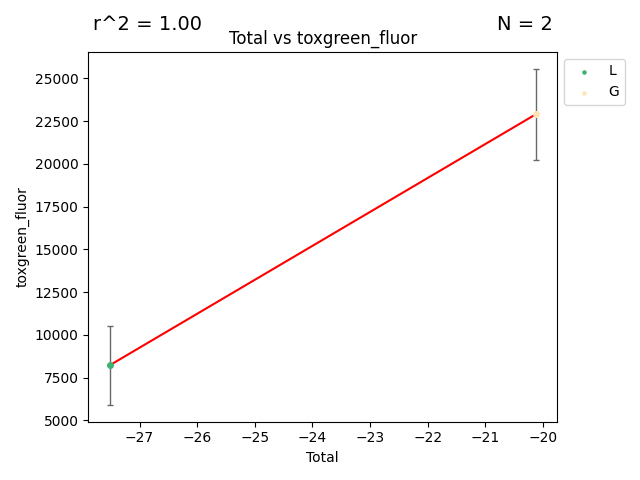 r^2 = 1.00
N = 2
Total vs toxgreen_fluor
L
G
25000
22500
20000
17500
15000
12500
10000
7500
5000
toxgreen_fluor
−27
−26
−25
−24
−23
−22
−21
−20
Total